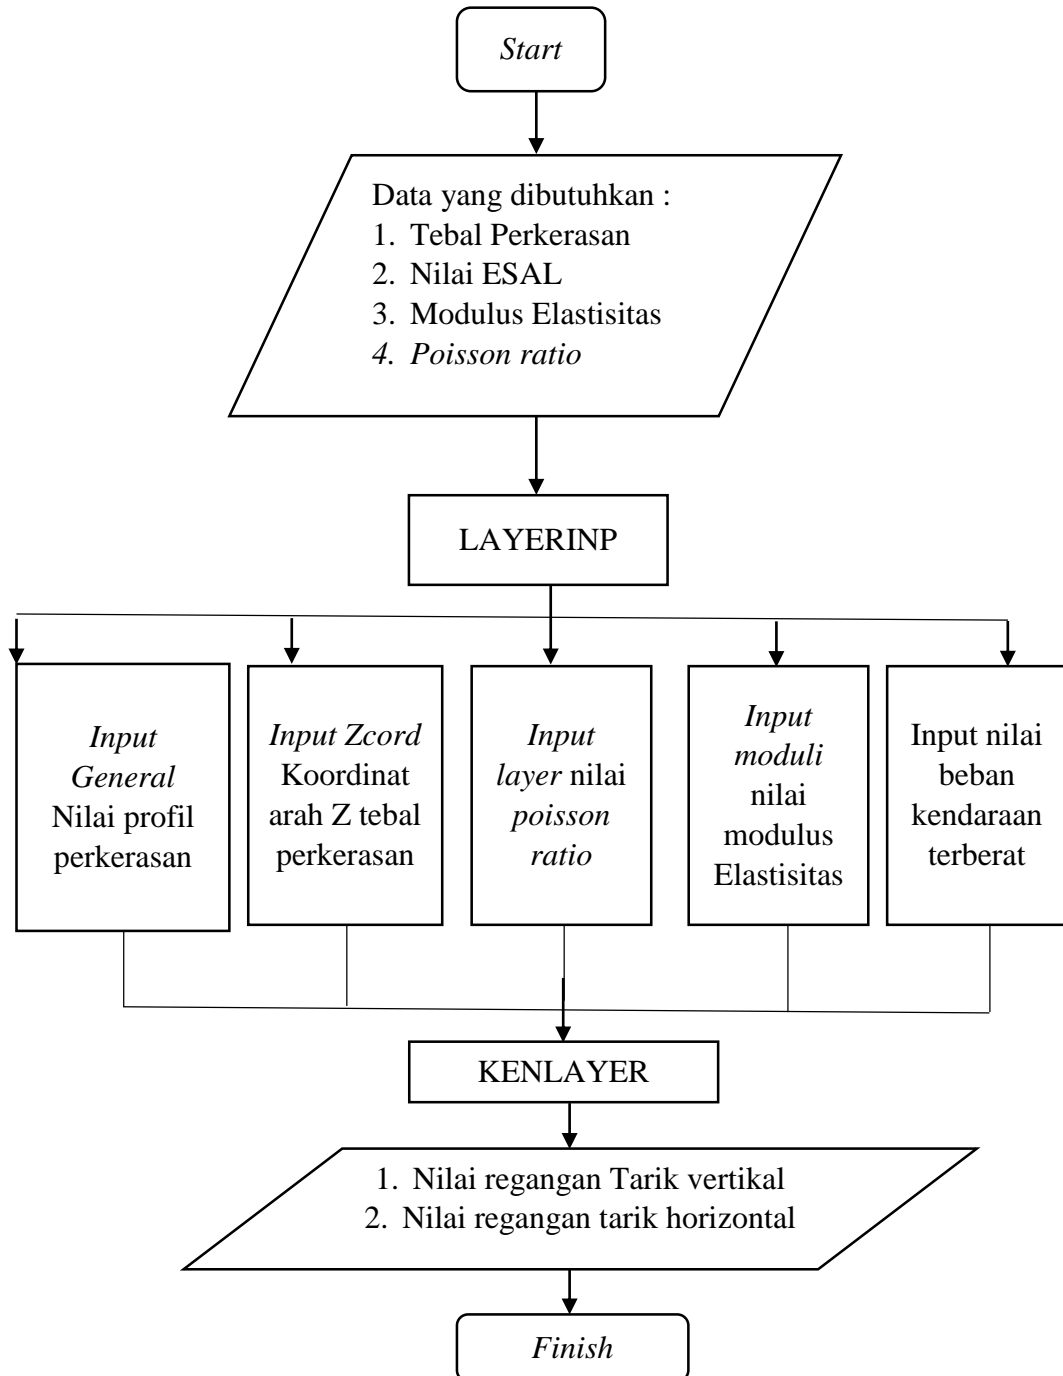 Start
Data yang dibutuhkan :
1. Tebal Perkerasan
2. Nilai ESAL
3. Modulus Elastisitas
4. Poisson ratio
LAYERINP
Input
General
Nilai profil
perkerasan
Input Zcord
Koordinat
arah Z tebal
perkerasan
Input
layer nilai
poisson
ratio
Input
moduli
nilai
modulus
Elastisitas
Input nilai
beban
kendaraan
terberat
KENLAYER
1. Nilai regangan Tarik vertikal
2. Nilai regangan tarik horizontal
Finish